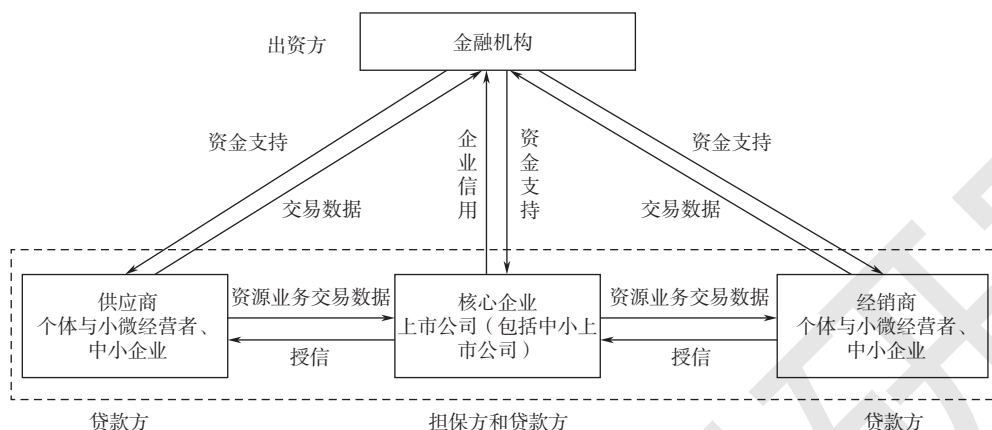 出资方
金融机构
资金支持
企业信用
资金支持
资金支持
交易数据
交易数据
供应商
个体与小微经营者、
中小企业
资源业务交易数据
授信
核心企业
上市公司（包括中小上
市公司）
资源业务交易数据
授信
经销商
个体与小微经营者、
中小企业
贷款方
担保方和贷款方
贷款方